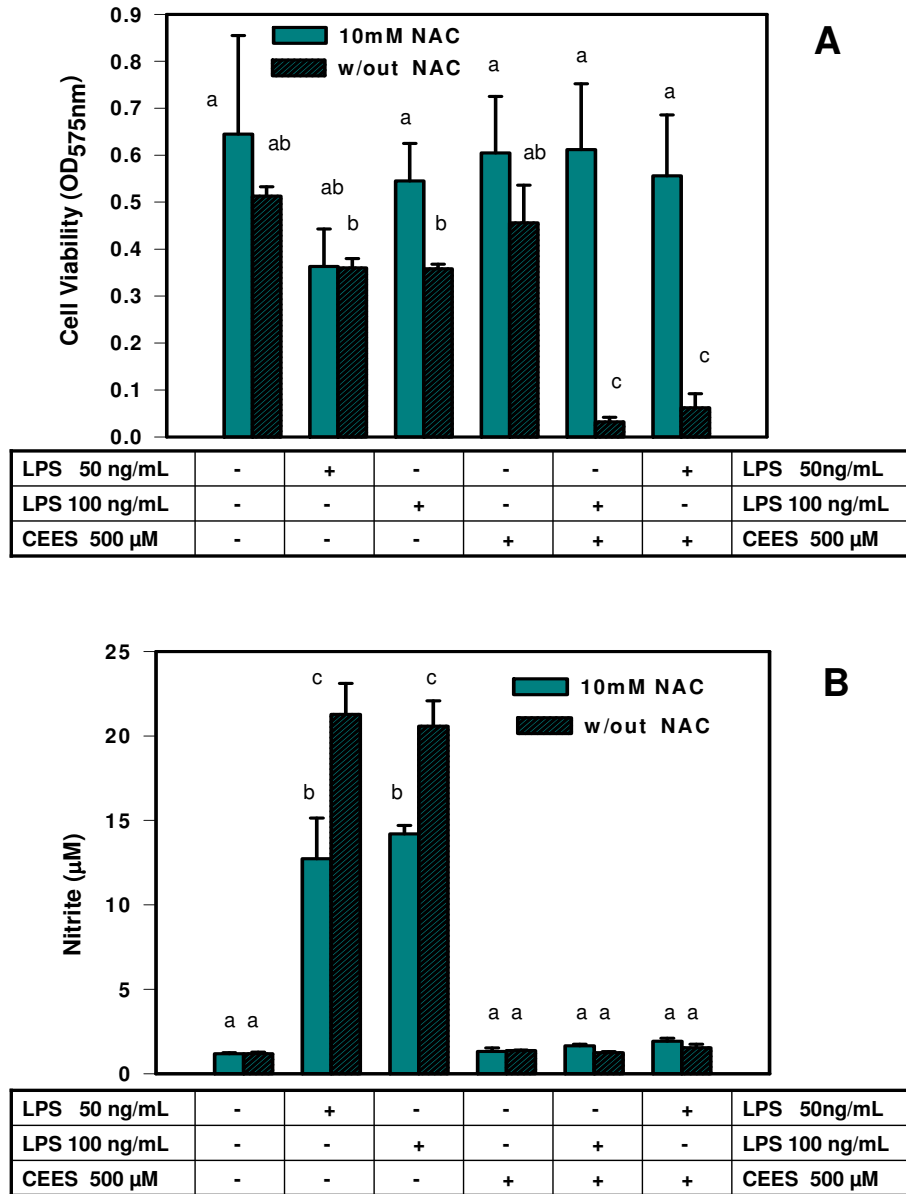 A
Cell Viability (OD575nm)
0.9
0.8
0.7
0.6
0.5
0.4
0.3
0.2
0.1
0.0
10mM NAC
w/out NAC
a ab ab b a b a ab a c a c
LPS 50 ng/mL - + - - - + LPS 50ng/mL
LPS 100 ng/mL - - + - + - LPS 100 ng/mL
CEES 500 µM - - - + + + CEES 500 µM
B
Nitrite (µM)
25
20
15
10
5
0
10mM NAC
w/out NAC
a a b c b c a a a a a a
LPS 50 ng/mL - + - - - + LPS 50ng/mL
LPS 100 ng/mL - - + - + - LPS 100 ng/mL
CEES 500 µM - - - + + + CEES 500 µM